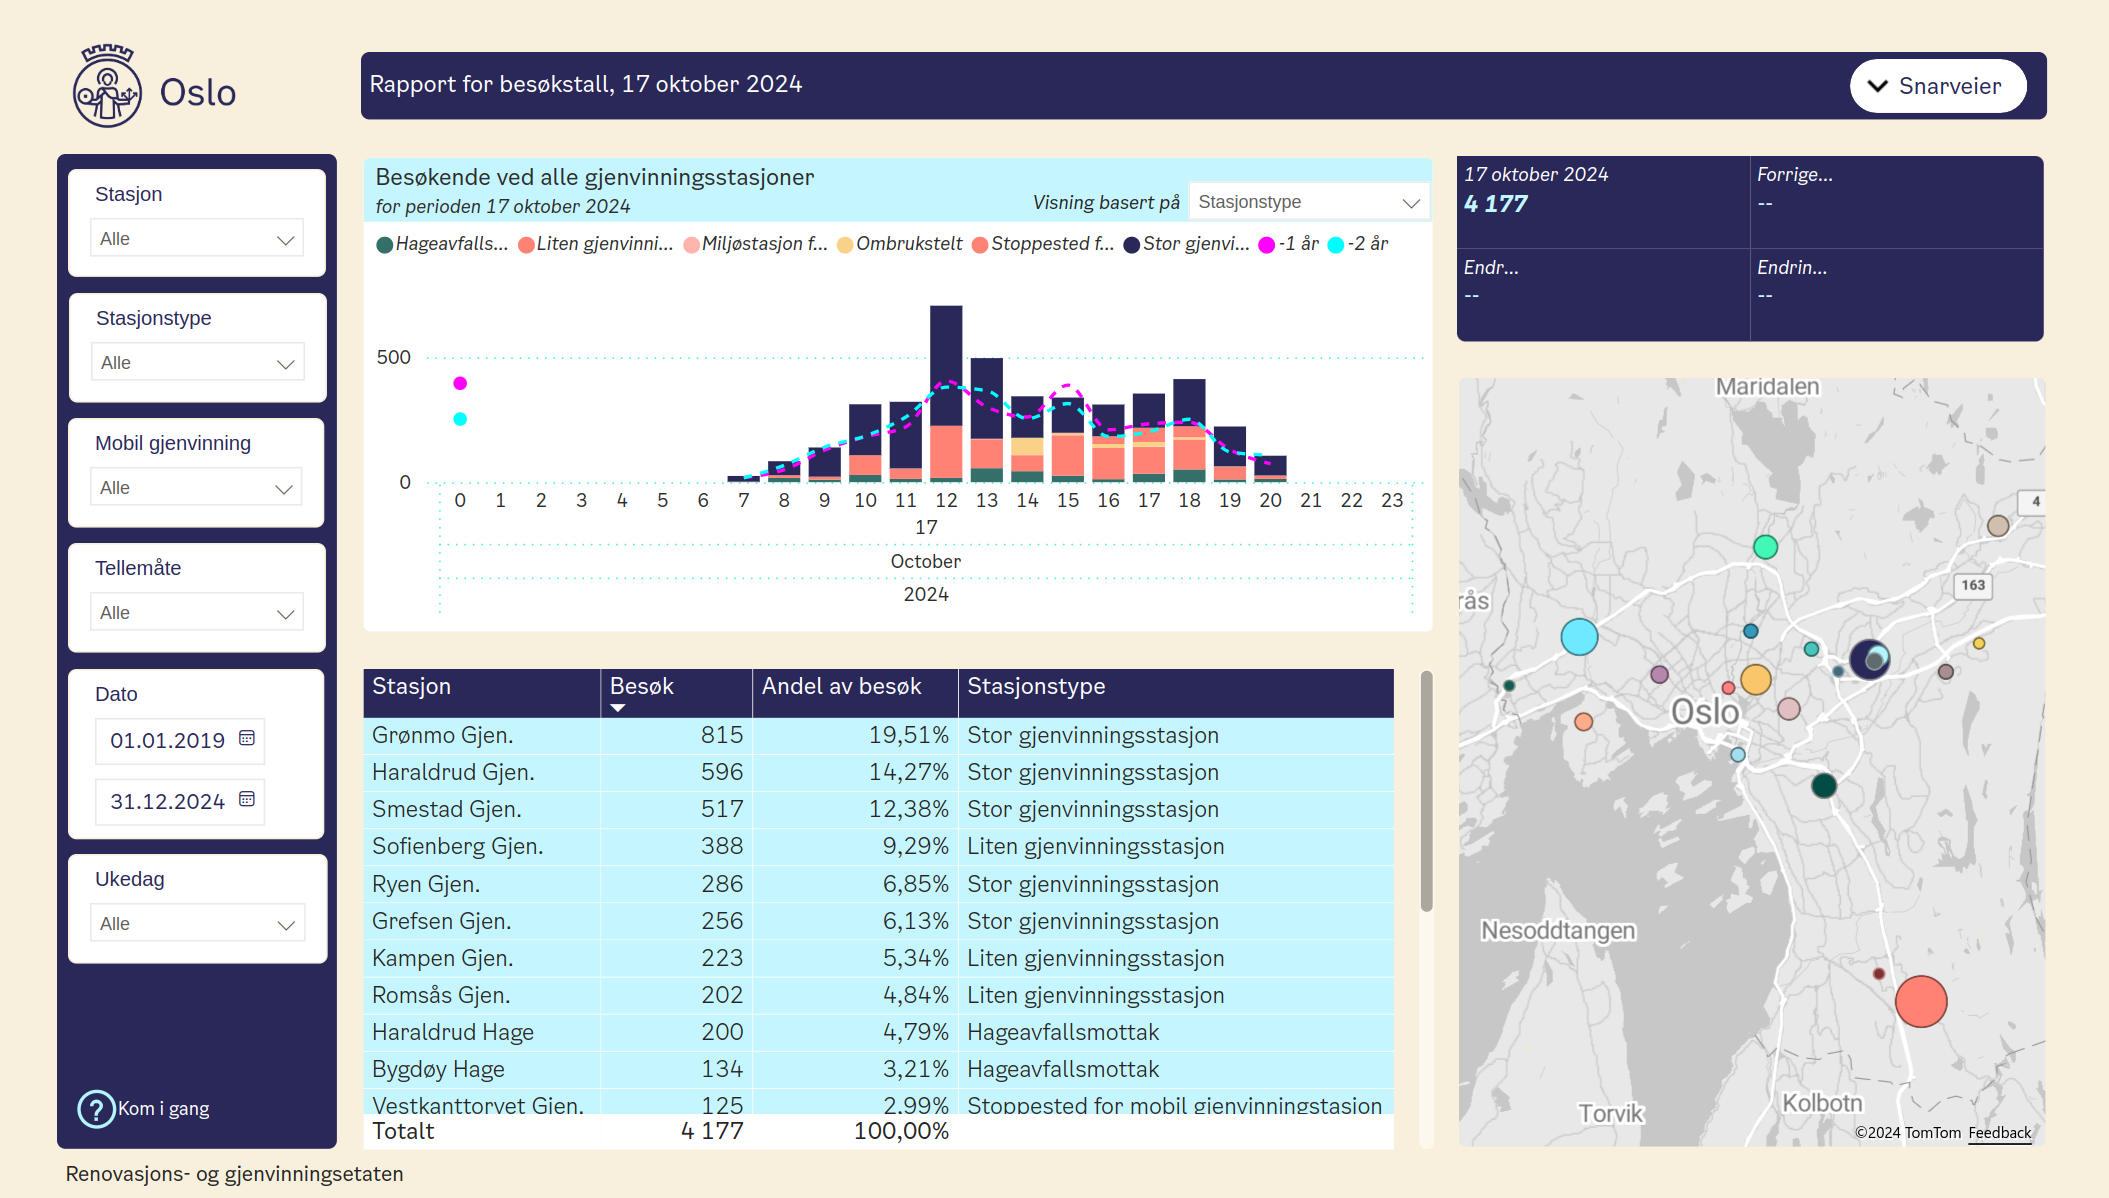 Oslo
Rapport for besøkstall, 17 oktober 2024
Snarveier
Stasjon
Alle
Stasjonstype
Alle
Mobil gjenvinning
Alle
Tellemåte
Alle
Dato
01.01.2019
31.12.2024
Ukedag
Alle
Kom i gang
Besøkende ved alle gjenvinningsstasjoner
for perioden 17 oktober 2024
Visning basert på Stasjonstype
Hageavfalls... Liten gjenvinni... Miljøstasjon f... Ombrukstelt Stoppested f... Stor gjenvi... -1 år -2 år
500
0
0 1 2 3 4 5 6 7 8 9 10 11 12 13 14 15 16 17 18 19 20 21 22 23
17
October
2024
17 oktober 2024
4 177
Forrige...
--
Endr...
--
Endrin...
--
Stasjon Besøk Andel av besøk Stasjonstype
Grønmo Gjen. 815 19,51% Stor gjenvinningsstasjon
Haraldrud Gjen. 596 14,27% Stor gjenvinningsstasjon
Smestad Gjen. 517 12,38% Stor gjenvinningsstasjon
Sofienberg Gjen. 388 9,29% Liten gjenvinningsstasjon
Ryen Gjen. 286 6,85% Stor gjenvinningsstasjon
Grefsen Gjen. 256 6,13% Stor gjenvinningsstasjon
Kampen Gjen. 223 5,34% Liten gjenvinningsstasjon
Romsås Gjen. 202 4,84% Liten gjenvinningsstasjon
Haraldrud Hage 200 4,79% Hageavfallsmottak
Bygdøy Hage 134 3,21% Hageavfallsmottak
Vestkanttorvet Gjen. 125 2,99% Stoppested for mobil gjenvinningstasjon
Totalt 4 177 100,00%
Maridalen
4
163
rås
Oslo
Nesoddtangen
Torvik
Kolbotn
©2024 TomTom Feedback
Renovasjons- og gjenvinningsetaten